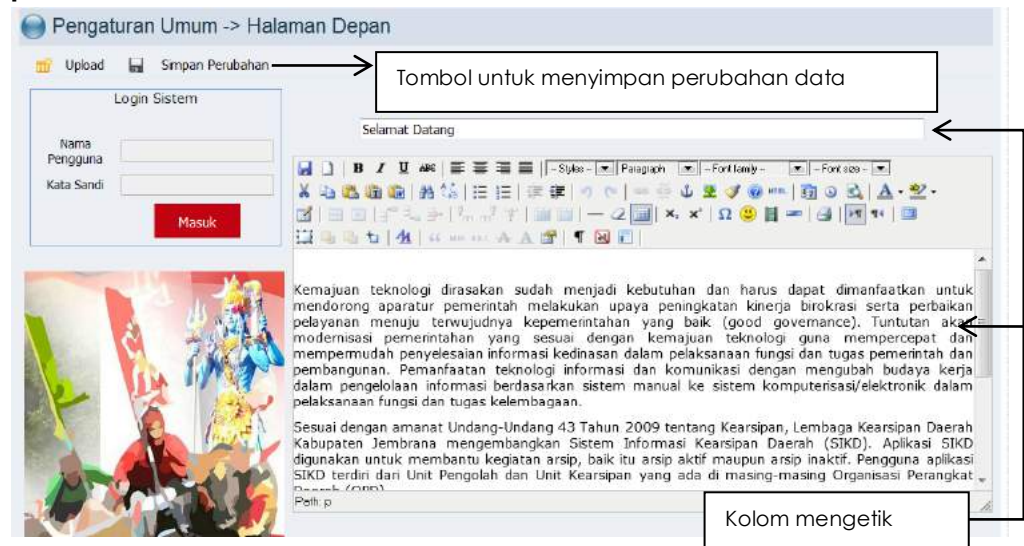 Pengaturan Umum -> Halaman Depan
Upload
Simpan Perubahan
Tombol untuk menyimpan perubahan data
Login Sistem
Nama Pengguna
Kata Sandi
Masuk
Selamat Datang
B I U ABC
- Styles -
Paragraph
- Font family -
- Font size -
HTML
Kemajuan teknologi dirasakan sudah menjadi kebutuhan dan harus dapat dimanfaatkan untuk
mendorong aparatur pemerintah melakukan upaya peningkatan kinerja birokrasi serta perbaikan
pelayanan menuju terwujudnya kepemerintahan yang baik (good governance). Tuntutan akan
modernisasi pemerintahan yang sesuai dengan kemajuan teknologi guna mempercepat dan
mempermudah penyelesaian informasi kedinasan dalam pelaksanaan fungsi dan tugas pemerintah dan
pembangunan. Pemanfaatan teknologi informasi dan komunikasi dengan mengubah budaya kerja
dalam pengelolaan informasi berdasarkan sistem manual ke sistem komputerisasi/elektronik dalam
pelaksanaan fungsi dan tugas kelembagaan.
Sesuai dengan amanat Undang-Undang 43 Tahun 2009 tentang Kearsipan, Lembaga Kearsipan Daerah
Kabupaten Jembrana mengembangkan Sistem Informasi Kearsipan Daerah (SIKD). Aplikasi SIKD
digunakan untuk membantu kegiatan arsip, baik itu arsip aktif maupun arsip inaktif. Pengguna aplikasi
SIKD terdiri dari Unit Pengolah dan Unit Kearsipan yang ada di masing-masing Organisasi Perangkat
Daerah (OPD)
Path: p
Kolom mengetik